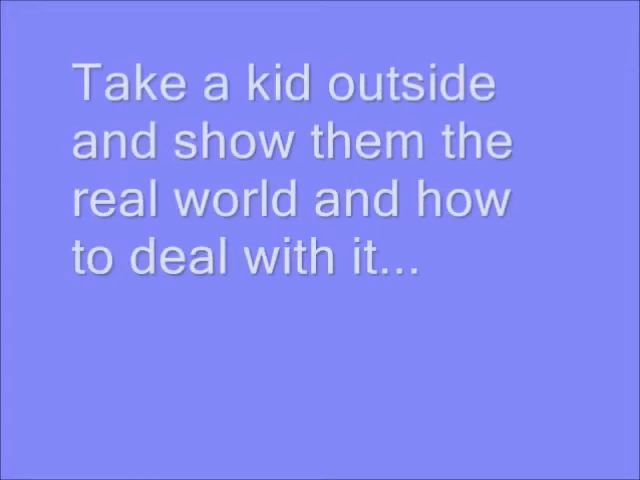 Take a kid outside
and show them the
real world and how
to deal with it...